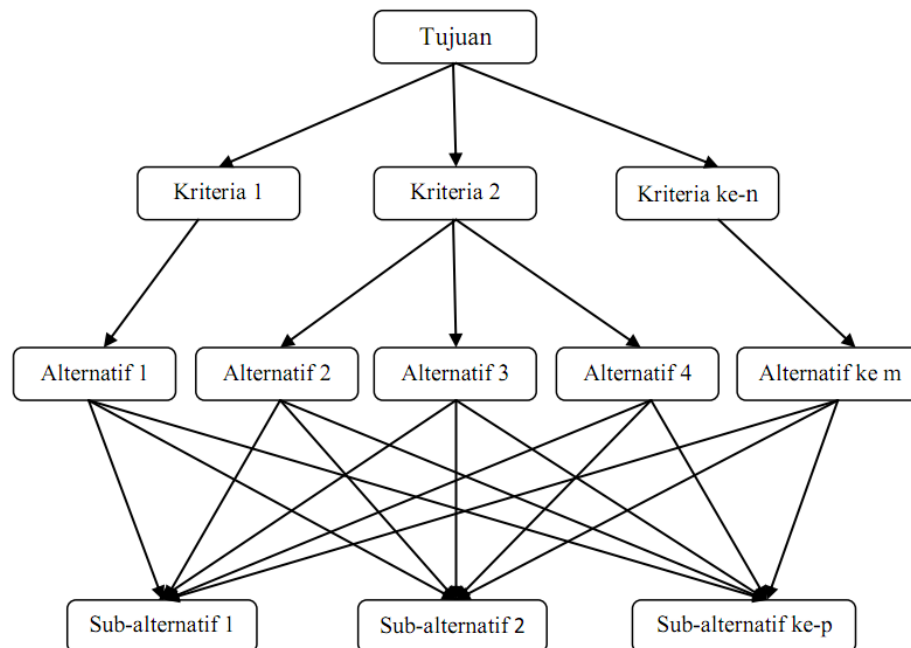 Tujuan
Kriteria 1
Kriteria 2
Kriteria ke-n
Alternatif 1
Alternatif 2
Alternatif 3
Alternatif 4
Alternatif ke m
Sub-alternatif 1
Sub-alternatif 2
Sub-alternatif ke-p